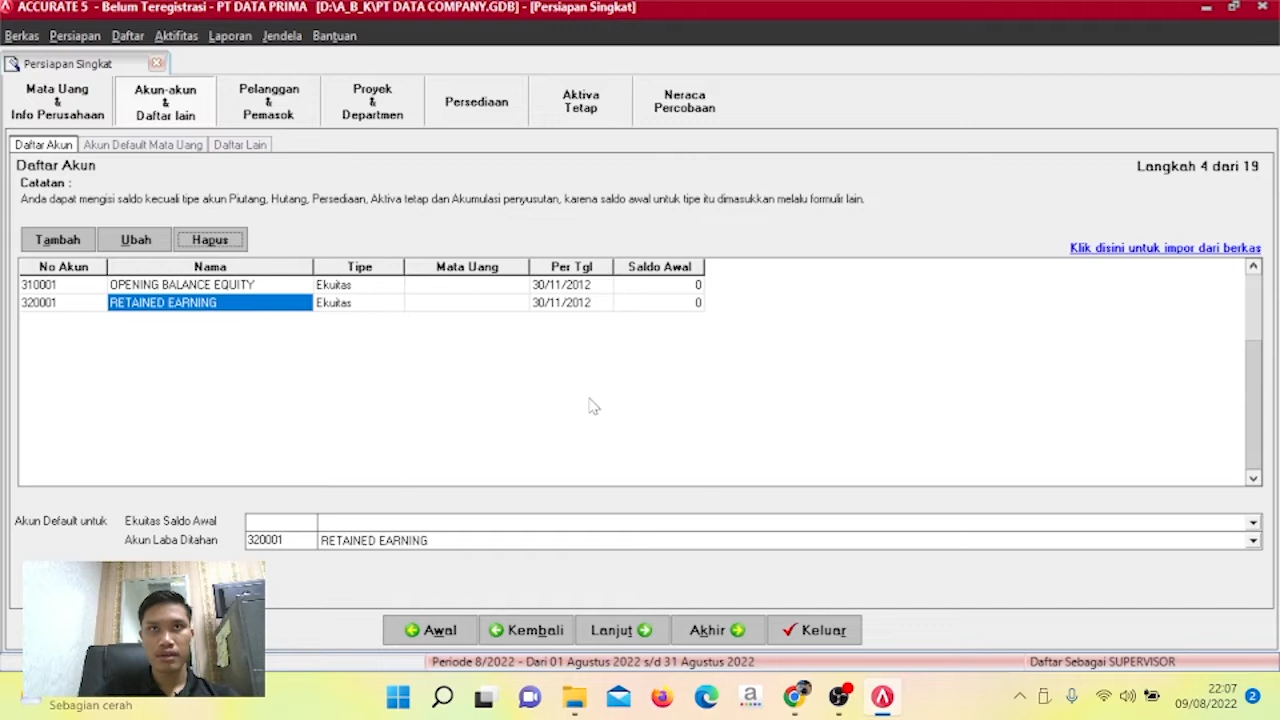 ACCURATE 5 - Belum Teregistrasi - PT DATA PRIMA [D:\A_B_K\PT DATA COMPANY.GDB] - [Persiapan Singkat]
Berkas Persiapan Daftar Aktifitas Laporan Jendela Bantuan
Persiapan Singkat
Mata Uang & Info Perusahaan
Akun-akun & Daftar lain
Pelanggan & Pemasok
Proyek & Departmen
Persediaan
Aktiva Tetap
Neraca Percobaan
Daftar Akun Akun Default Mata Uang Daftar Lain
Daftar Akun Langkah 4 dari 19
Catatan :
Anda dapat mengisi saldo kecuali tipe akun Piutang, Hutang, Persediaan, Aktiva tetap dan Akumulasi penyusutan, karena saldo awal untuk tipe itu dimasukkan melalu formulir lain.
Tambah Ubah Hapus
Klik disini untuk impor dari berkas
No Akun Nama Tipe Mata Uang Per Tgl Saldo Awal
310001 OPENING BALANCE EQUITY Ekuitas 30/11/2012 0
320001 RETAINED EARNING Ekuitas 30/11/2012 0
Akun Default untuk Ekuitas Saldo Awal
Akun Laba Ditahan 320001 RETAINED EARNING
Awal Kembali Lanjut Akhir Keluar
Periode 8/2022 - Dari 01 Agustus 2022 s/d 31 Agustus 2022 Daftar Sebagai SUPERVISOR
Sebagian cerah
22:07
09/08/2022
2